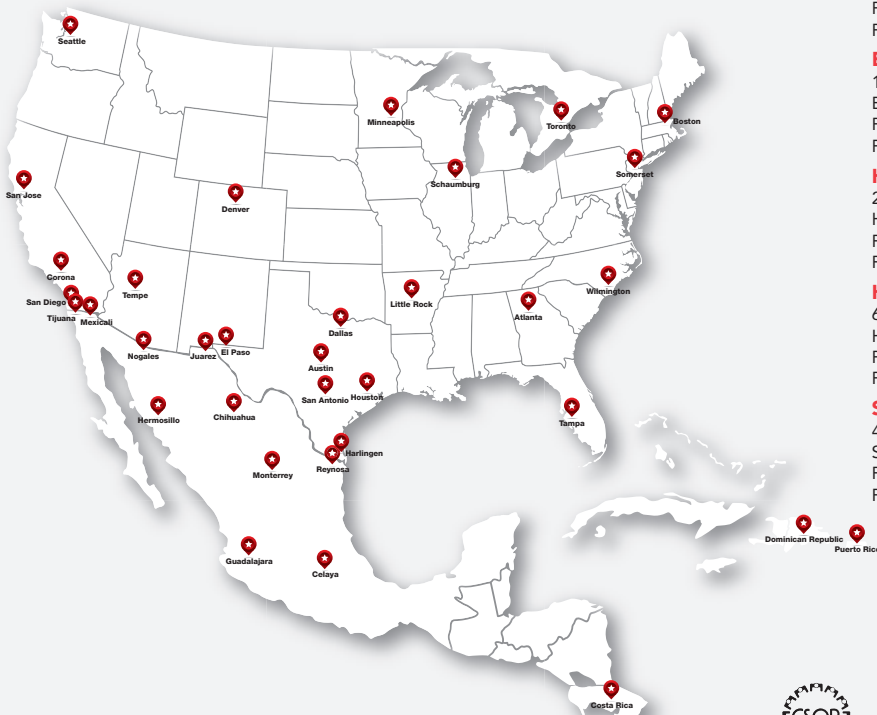 Seattle
Minneapolis
Toronto
Boston
Somerset
Schaumburg
San Jose
Denver
Corona
Tempe
Little Rock
Wilmington
San Diego
Atlanta
Tijuana
Mexicali
Dallas
Nogales
Juarez
El Paso
Austin
San Antonio
Houston
Hermosillo
Chihuahua
Tampa
Harlingen
Reynosa
Monterrey
Dominican Republic
Puerto Rico
Guadalajara
Celaya
Costa Rica